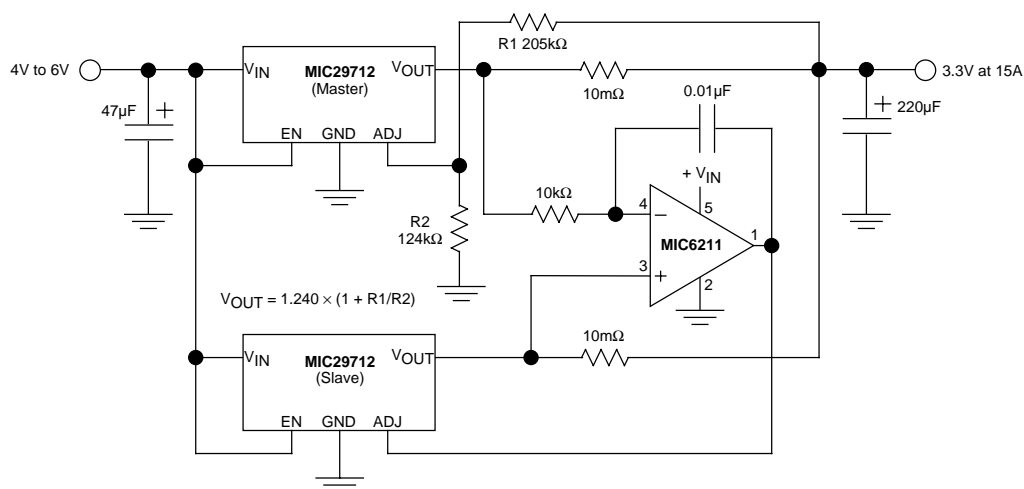 R1 205kΩ
4V to 6V
VIN
MIC29712
(Master)
VOUT
10mΩ
3.3V at 15A
47µF
+
0.01µF
+
220µF
EN
GND
ADJ
+ VIN
R2
124kΩ
10kΩ
4
−
5
MIC6211
1
3
+
2
VOUT = 1.240 × (1 + R1/R2)
VIN
MIC29712
(Slave)
VOUT
10mΩ
EN
GND
ADJ